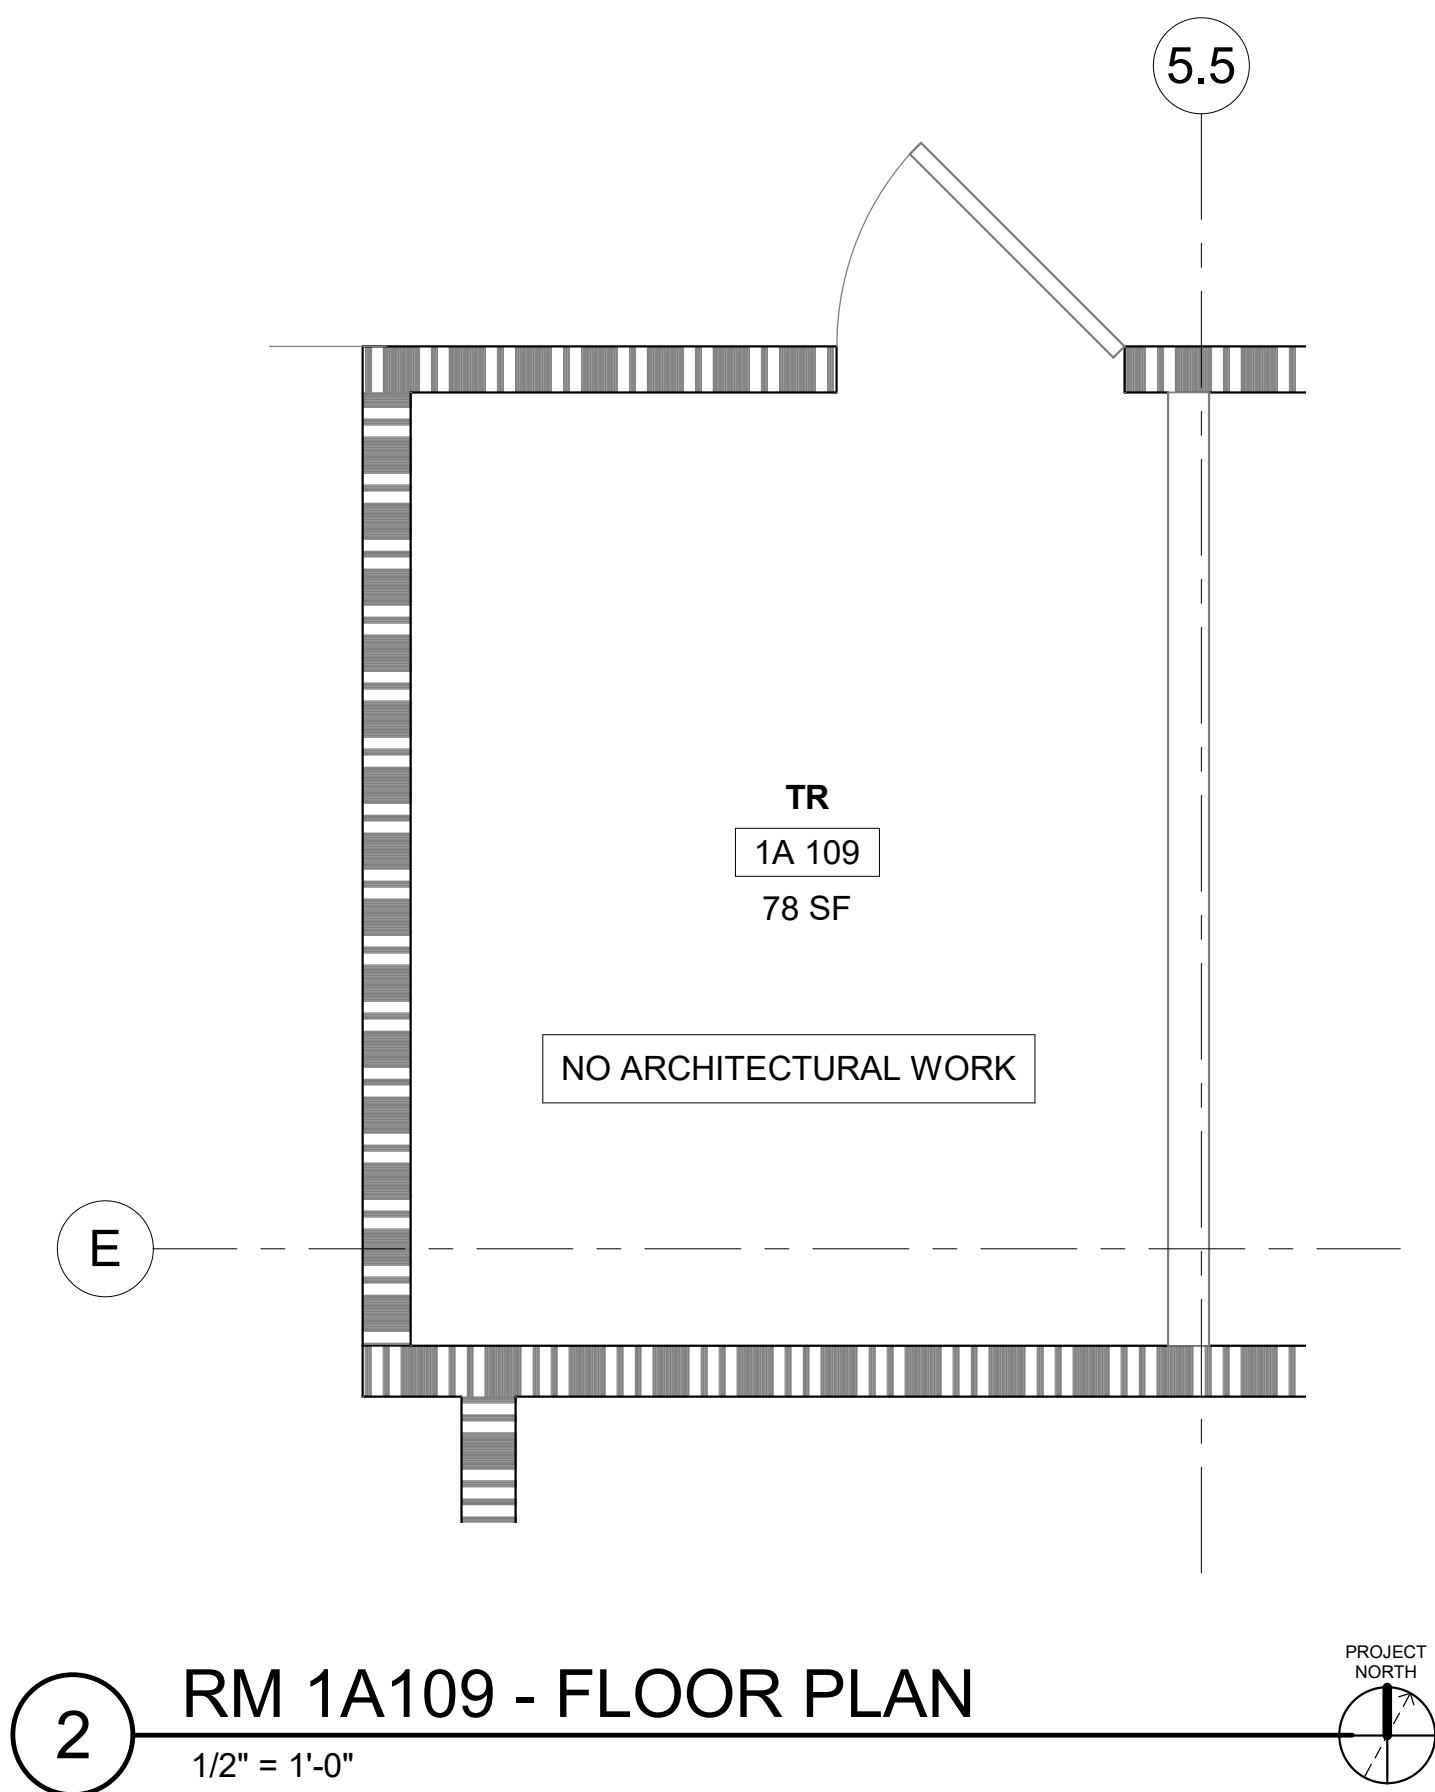 5.5
TR
1A 109
78 SF
NO ARCHITECTURAL WORK
E
PROJECT
NORTH
RM 1A109 - FLOOR PLAN
2
1/2" = 1'-0"